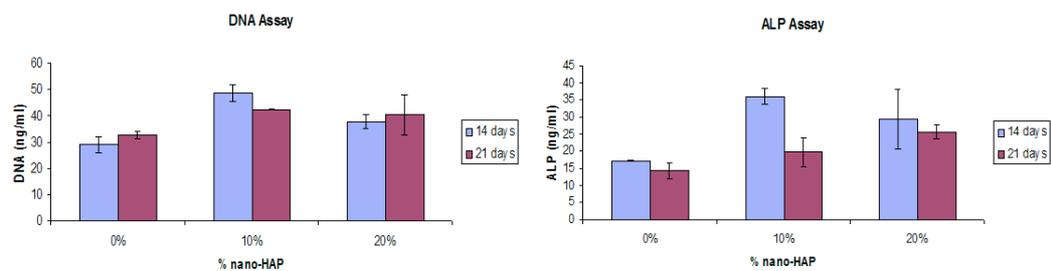 DNA Assay
60
50
40
30
20
10
0
DNA (ng/ml)
0%
10%
20%
% nano-HAP
14 days
21 days
ALP Assay
45
40
35
30
25
20
15
10
5
0
ALP (ng/ml)
0%
10%
20%
% nano-HAP
14 days
21 days